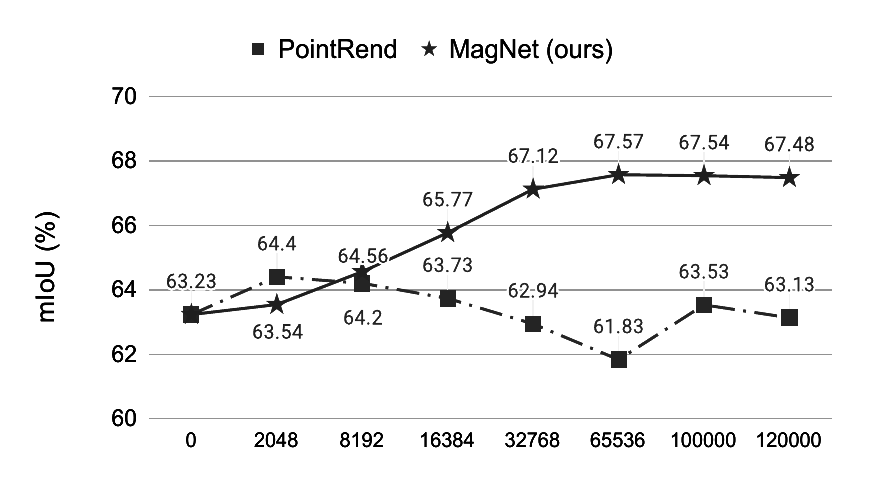 PointRend MagNet (ours)
70
67.57 67.54 67.48
68 67.12
65.77
66
64.4 64.56 63.73 63.53
63.23 62.94 63.13
64
63.54 64.2 61.83
62
60
0 2048 8192 16384 32768 65536 100000 120000
mIoU (%)